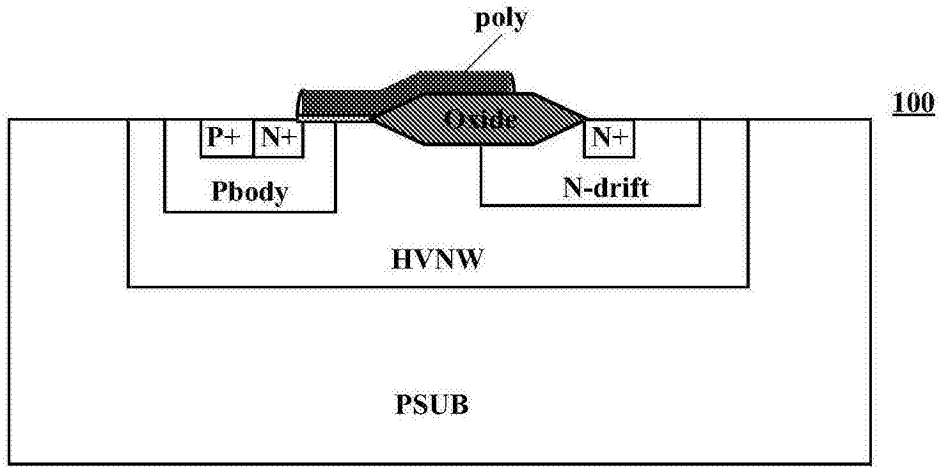 poly
100
Oxide
P+ N+ N+
Pbody N-drift
HVNW
PSUB